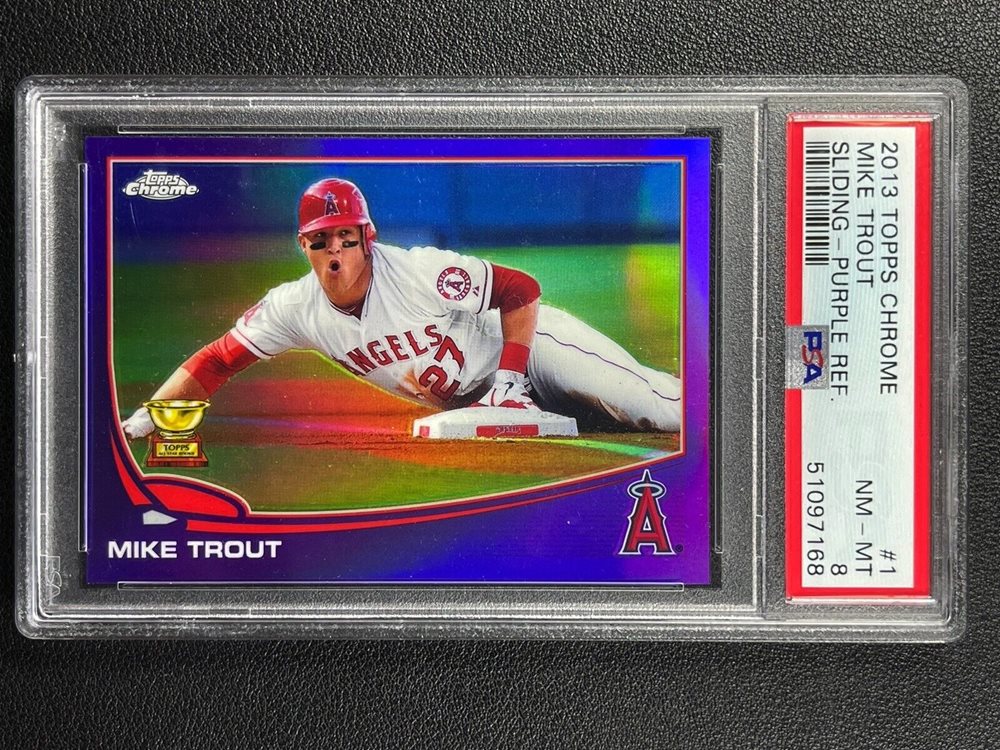 Topps
Chrome
A
A
ANGELS
27
TOPPS
MIKE TROUT
A
2013 TOPPS CHROME
#1
MIKE TROUT
NM - MT
SLIDING - PURPLE REF.
8
PSA
51097168